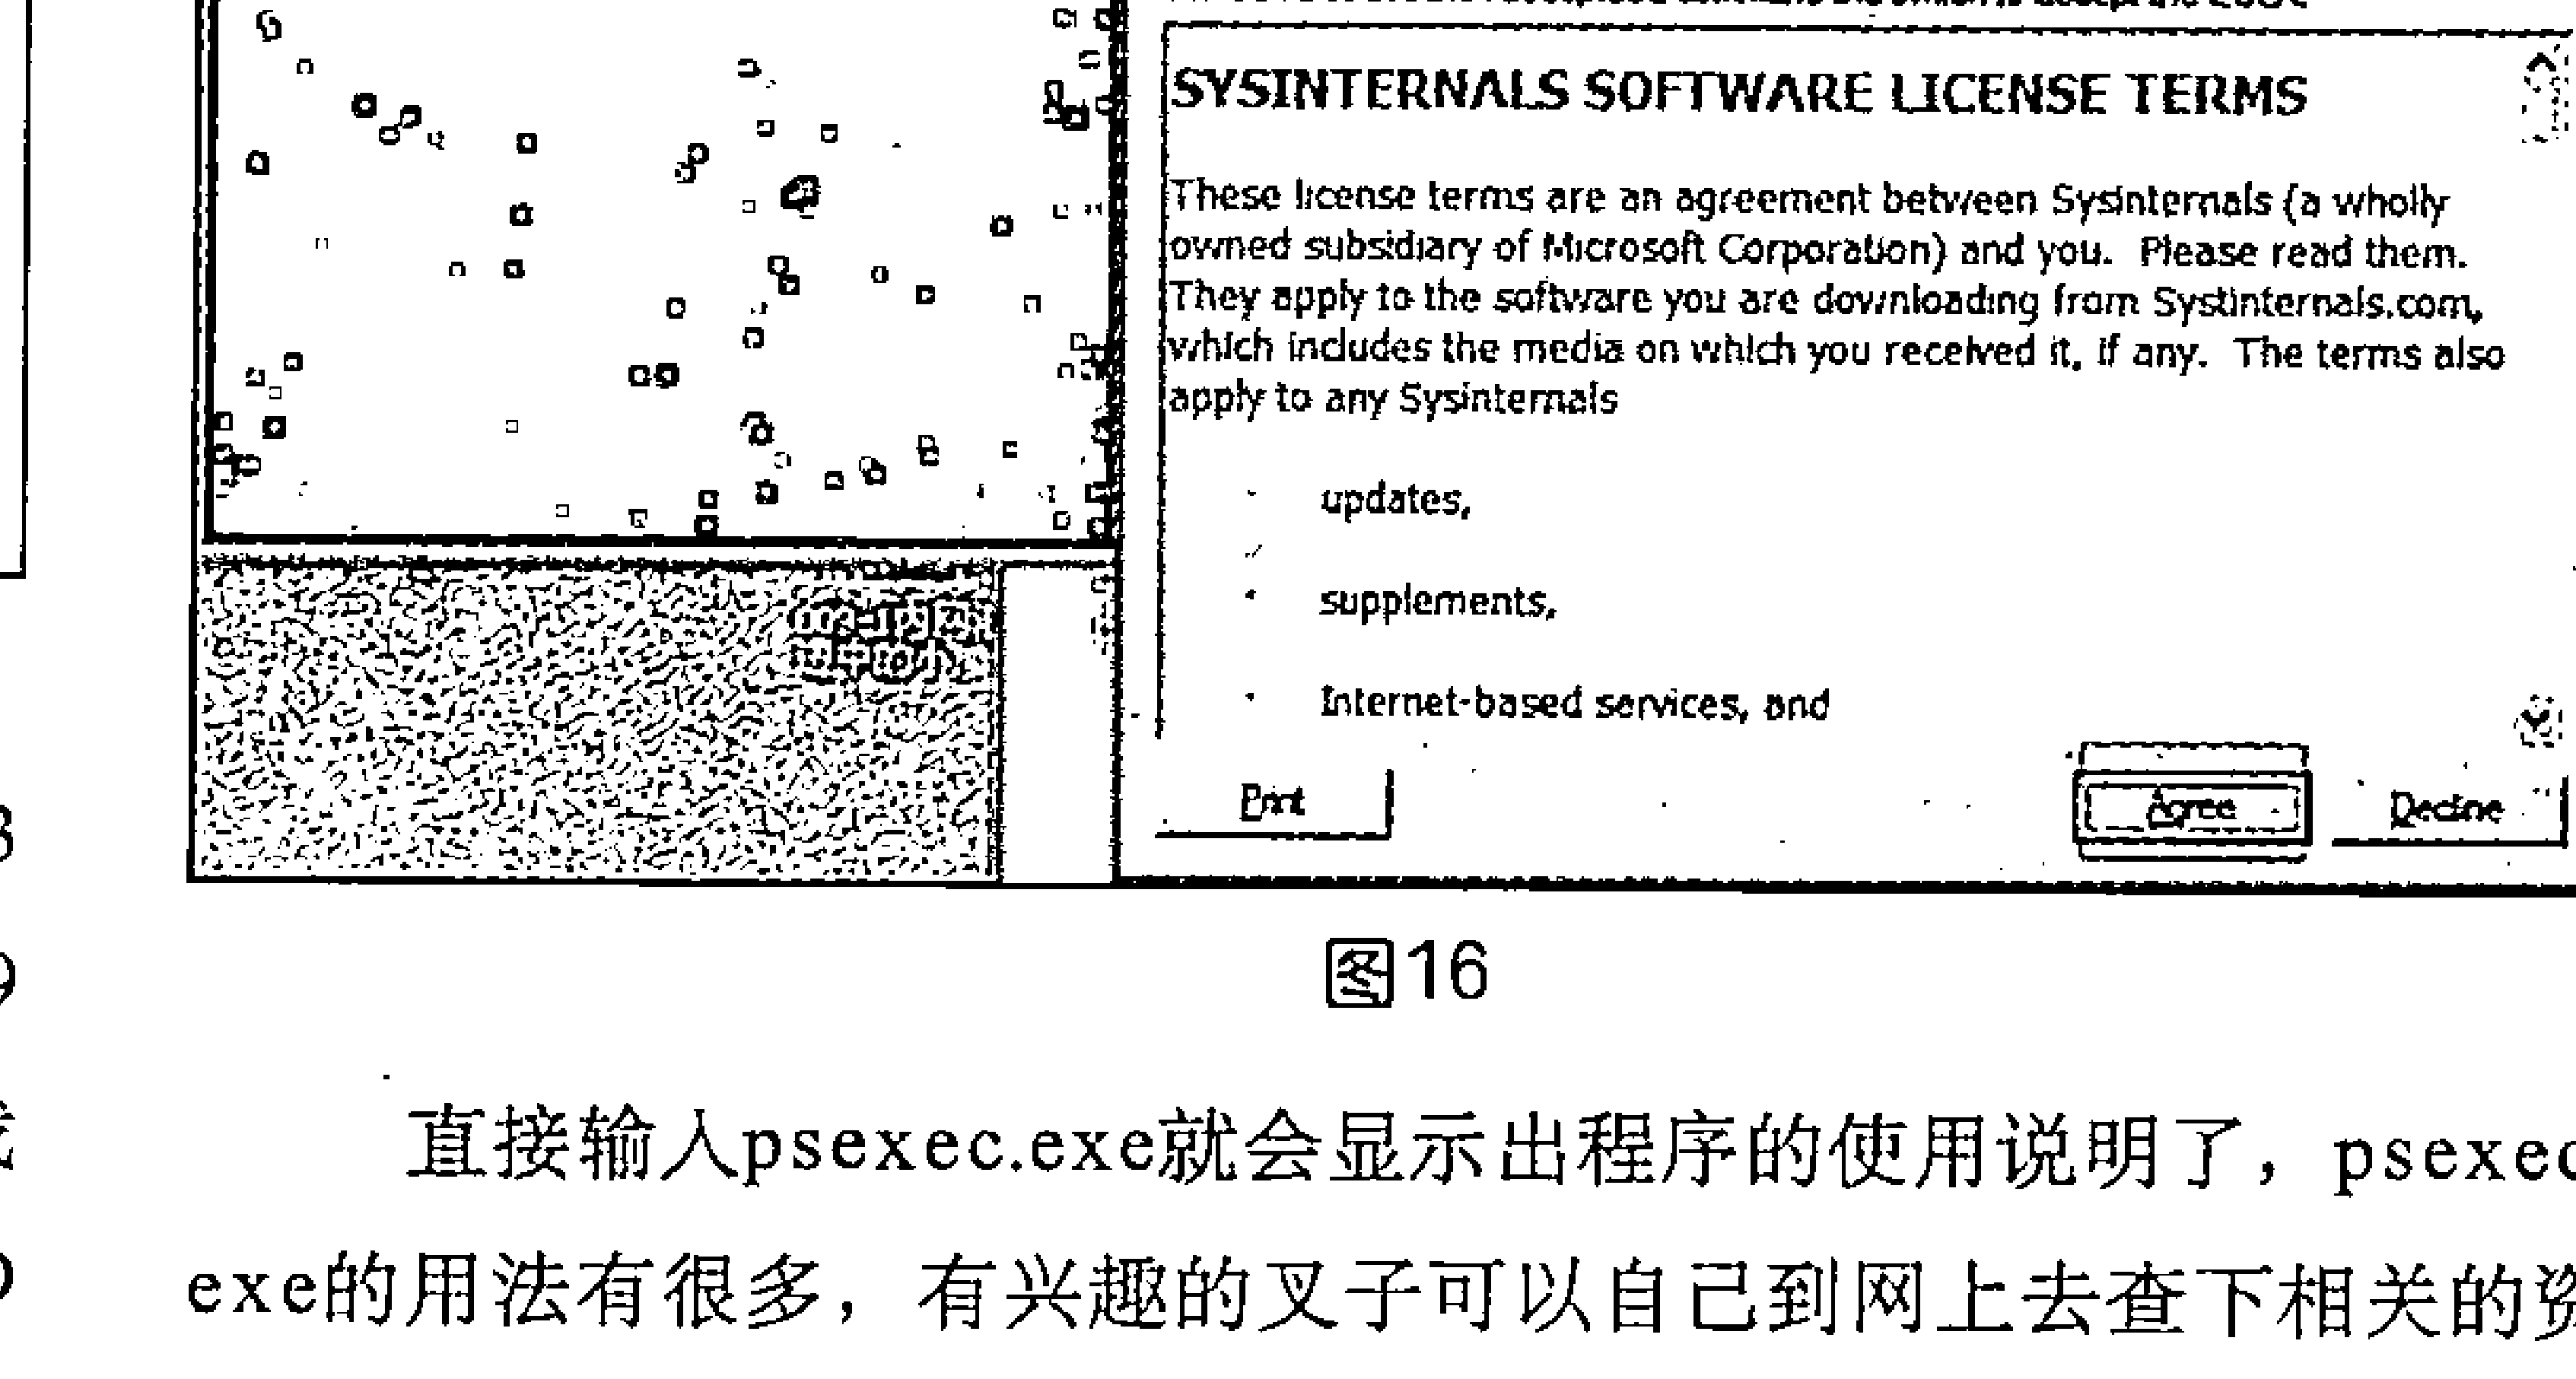 SYSINTERNALS SOFTWARE LICENSE TERMS
These license terms are an agreement between Sysinternals (a wholly
owned subsidiary of Microsoft Corporation) and you. Please read them.
They apply to the software you are downloading from Systinternals.com,
which includes the media on which you received it, if any. The terms also
apply to any Sysinternals
· updates,
· supplements,
· Internet-based services, and
Print Agree Decline
图16
直接输入psexec.exe就会显示出程序的使用说明了，psexec
exe的用法有很多，有兴趣的叉子可以自己到网上去查下相关的资